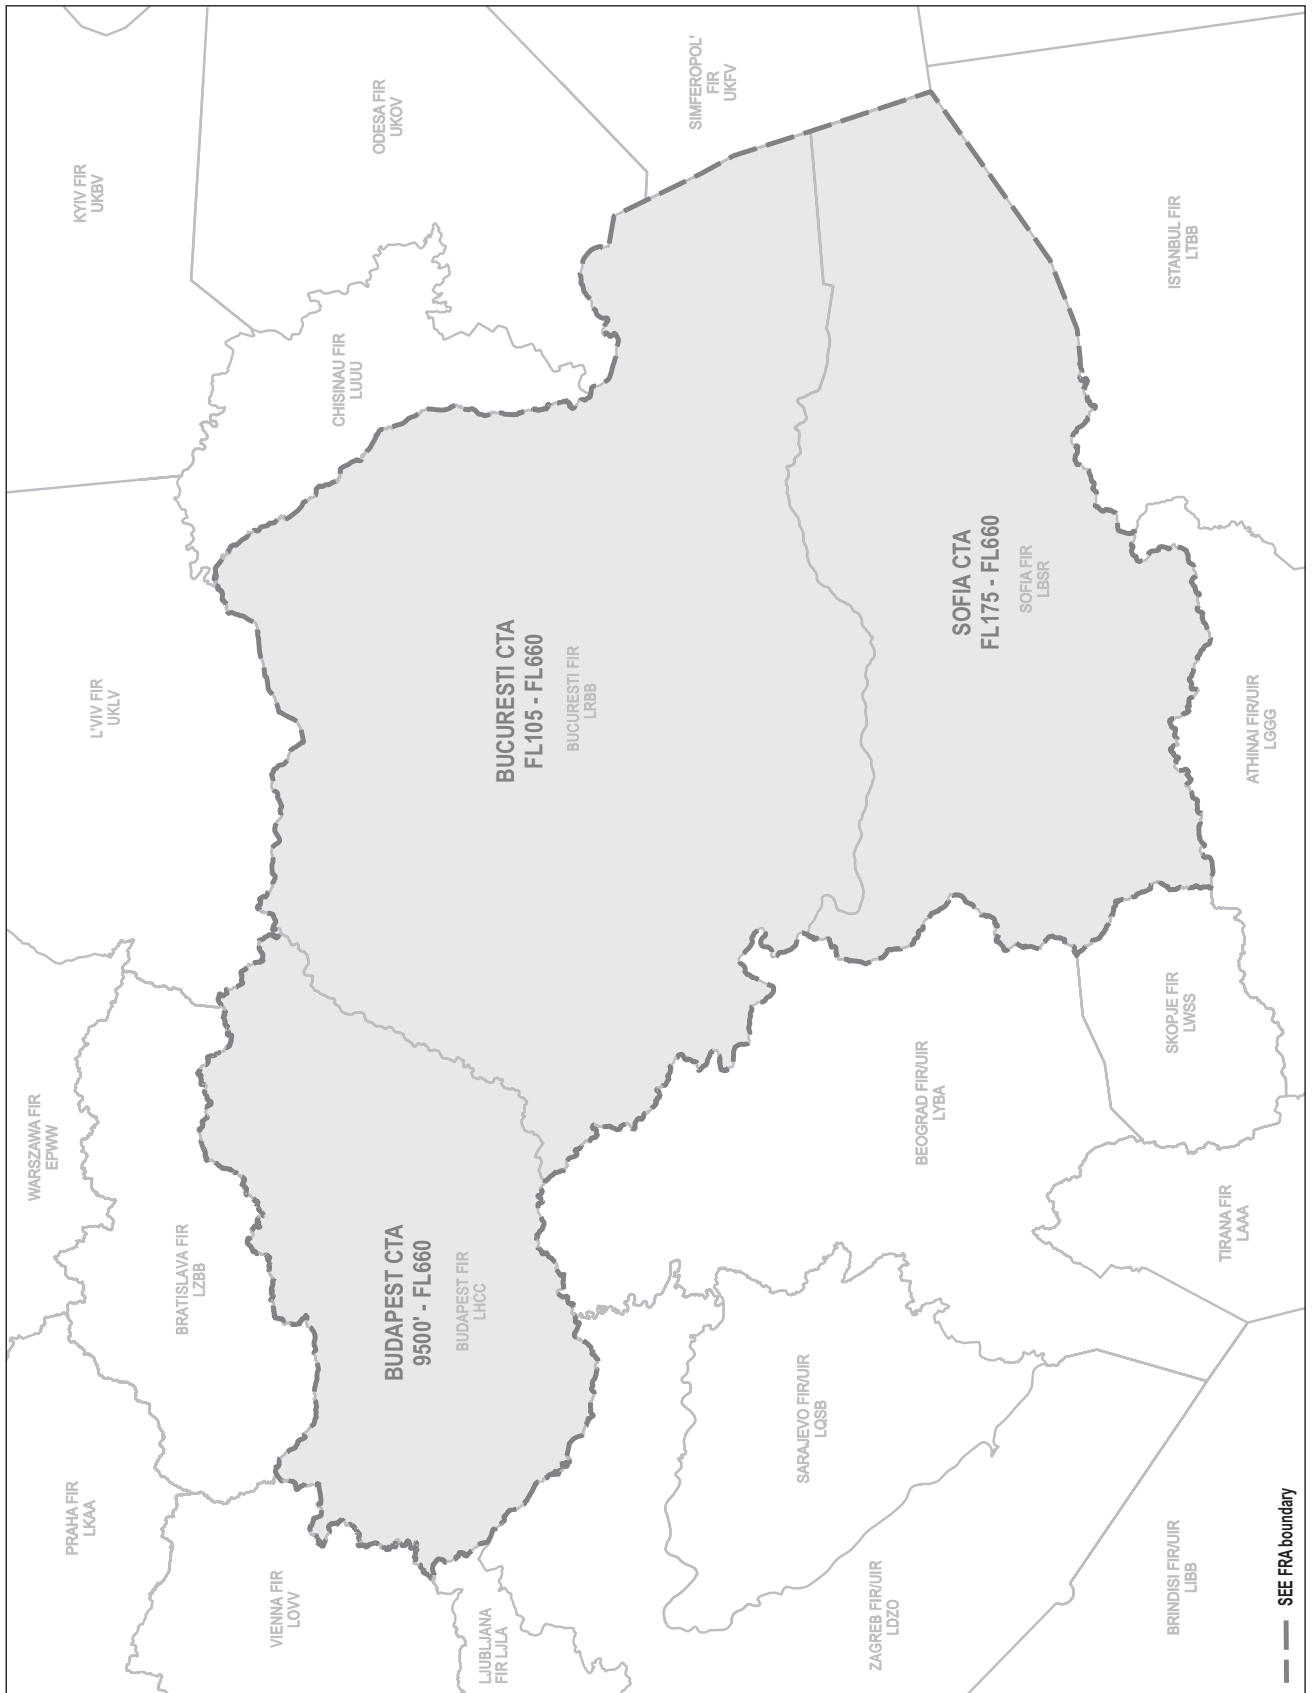 WARSZAWA FIR
EPWW
L'VIV FIR
UKLV
KYIV FIR
UKBV
PRAHA FIR
LKAA
BRATISLAVA FIR
LZBB
VIENNA FIR
LOVV
CHISINAU FIR
LUUU
ODESA FIR
UKOV
BUDAPEST CTA
9500' - FL660
BUDAPEST FIR
LHCC
BUCURESTI CTA
FL105 - FL660
BUCURESTI FIR
LRBB
LJUBLJANA
FIR LJLA
SIMFEROPOL'
FIR
UKFV
ZAGREB FIR/UIR
LDZO
SARAJEVO FIR/UIR
LQSB
BEOGRAD FIR/UIR
LYBA
SOFIA CTA
FL175 - FL660
SOFIA FIR
LBSR
BRINDISI FIR/UIR
LIBB
TIRANA FIR
LAAA
SKOPJE FIR
LWSS
ATHINAI FIR/UIR
LGGG
ISTANBUL FIR
LTBB
SEE FRA boundary